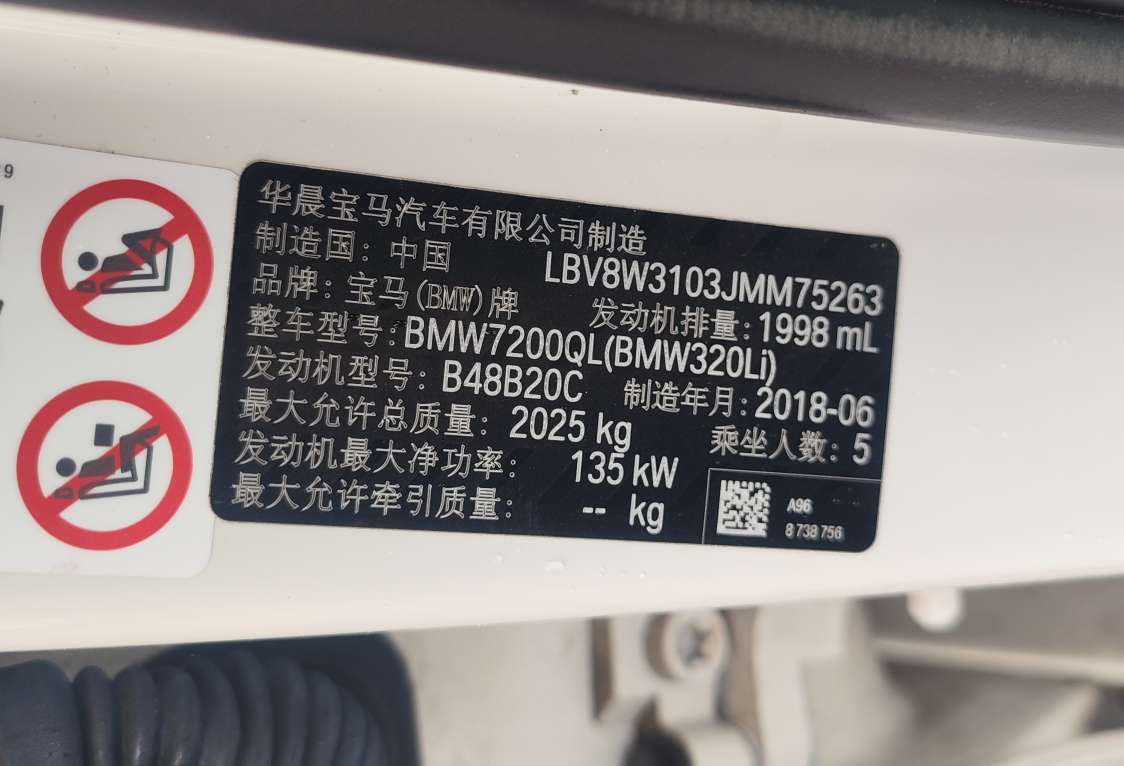 9
华晨宝马汽车有限公司制造
制造国: 中国
LBV8W3103JMM75263
品牌: 宝马(BMW)牌
发动机排量: 1998 mL
整车型号: BMW7200QL(BMW320Li)
发动机型号: B48B20C
制造年月: 2018-06
最大允许总质量: 2025 kg
乘坐人数: 5
发动机最大净功率: 135 kW
最大允许牵引质量: -- kg
A96
8 738 756